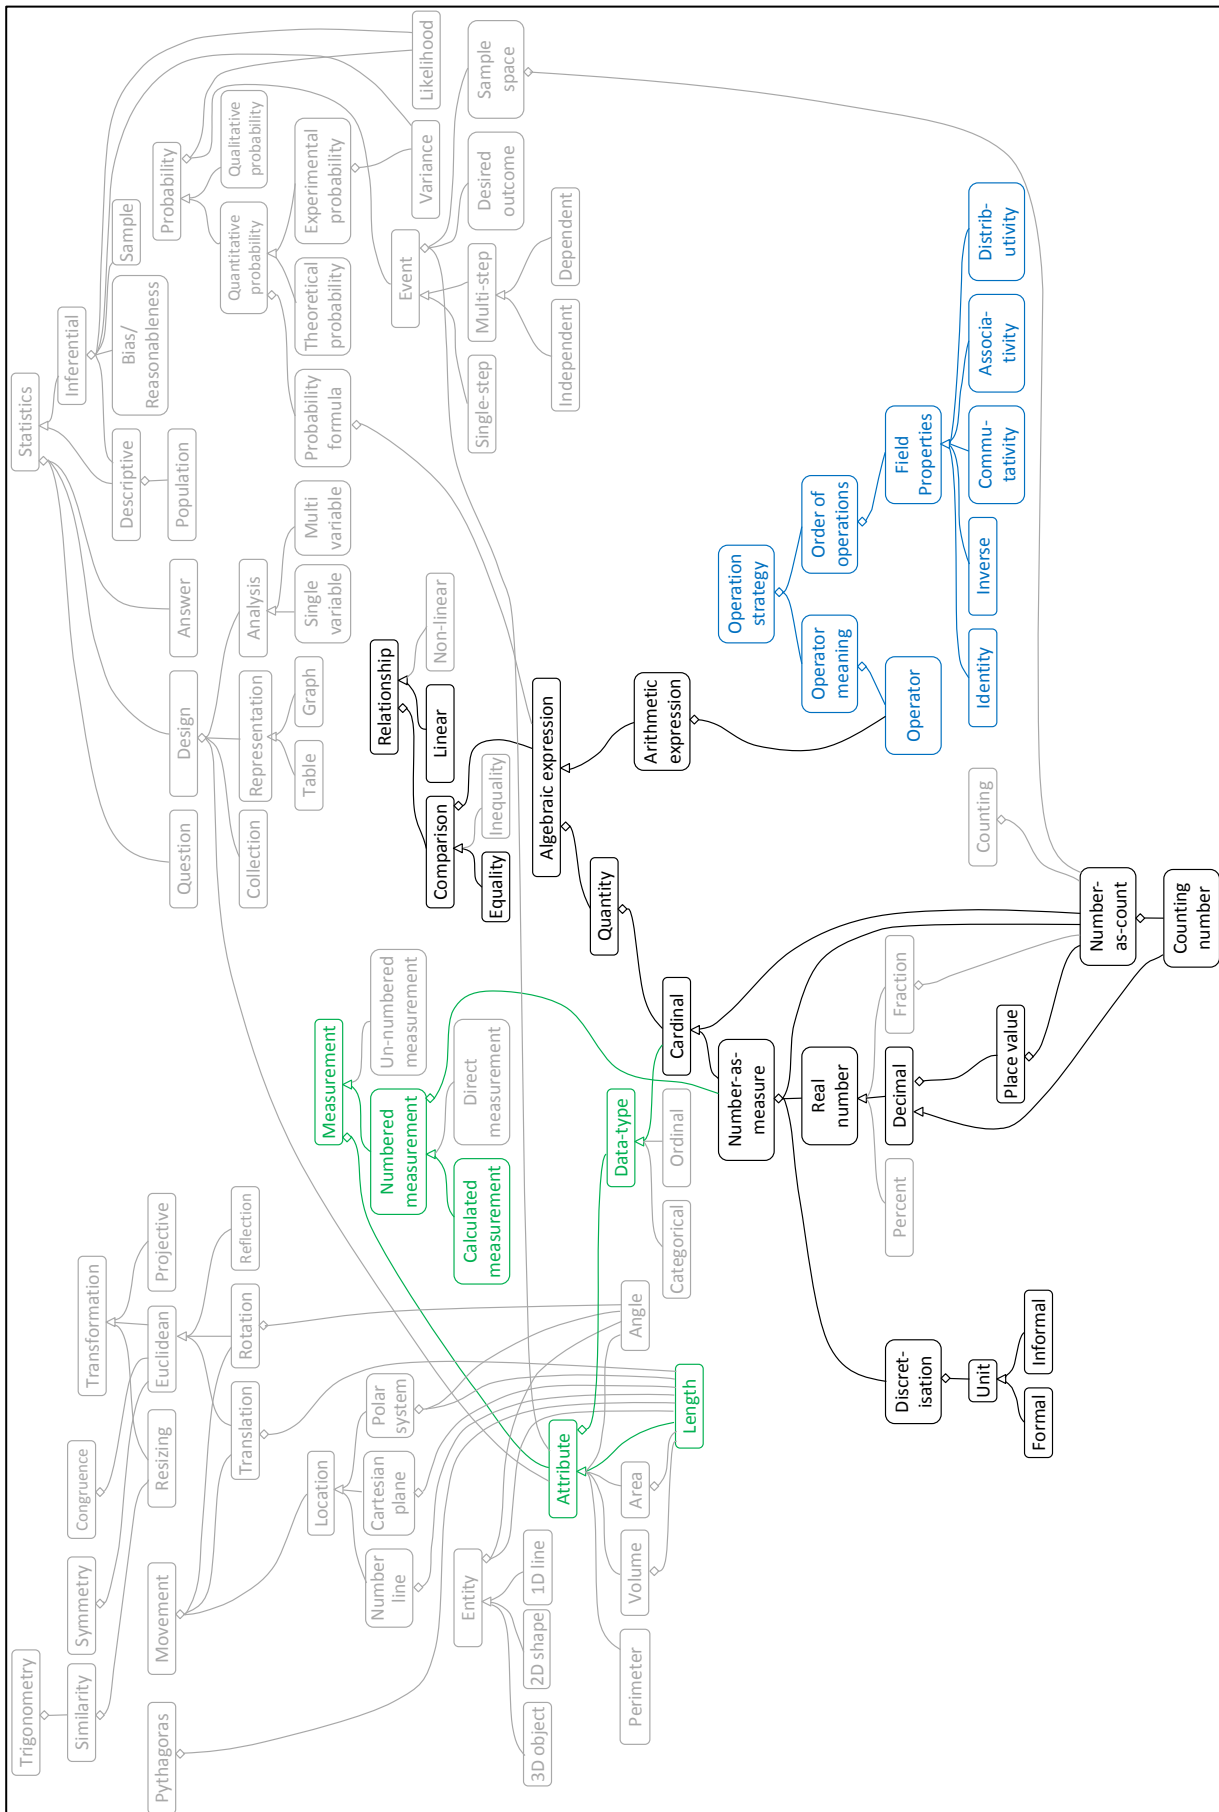 Trigonometry
Statistics
Similarity
Symmetry
Congruence
Transformation
Inferential
Pythagoras
Movement
Resizing
Euclidean
Projective
Question
Design
Answer
Descriptive
Population
Bias/
Reasonableness
Sample
Probability
Translation
Rotation
Reflection
Collection
Representation
Analysis
Quantitative
probability
Qualitative
probability
Location
Measurement
Table
Graph
Single
variable
Multi
variable
Probability
formula
Theoretical
probability
Experimental
probability
Number
line
Cartesian
plane
Polar
system
Numbered
measurement
Un-numbered
measurement
Relationship
Event
Variance
Likelihood
Comparison
Linear
Non-linear
Entity
Calculated
measurement
Direct
measurement
Equality
Inequality
Single-step
Multi-step
Desired
outcome
Sample
space
3D object
2D shape
1D line
Attribute
Algebraic expression
Independent
Dependent
Perimeter
Volume
Area
Angle
Data-type
Quantity
Length
Categorical
Ordinal
Cardinal
Arithmetic
expression
Number-as-
measure
Operation
strategy
Real
number
Operator
meaning
Order of
operations
Discret-
isation
Percent
Decimal
Fraction
Operator
Field
Properties
Unit
Place value
Counting
Identity
Inverse
Commu-
tativity
Associa-
tivity
Distrib-
utivity
Formal
Informal
Number-
as-count
Counting
number